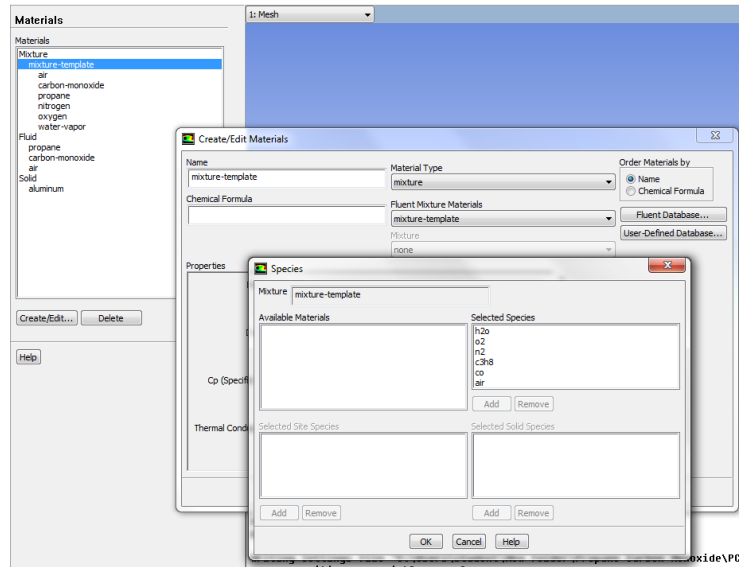 Materials
1: Mesh
Materials
Mixture
mixture-template
air
carbon-monoxide
propane
nitrogen
oxygen
water-vapor
Fluid
propane
carbon-monoxide
air
Solid
aluminum
Create/Edit... Delete
Help
Create/Edit Materials
Name
mixture-template
Material Type
mixture
Order Materials by
Name
Chemical Formula
Chemical Formula
Fluent Mixture Materials
mixture-template
Fluent Database...
Mixture
none
User-Defined Database...
Properties
Cp (Specifi
Thermal Condu
Species
Mixture mixture-template
Available Materials
Selected Species
h2o
o2
n2
c3h8
co
air
Add Remove
Selected Site Species
Selected Solid Species
Add Remove
Add Remove
OK Cancel Help